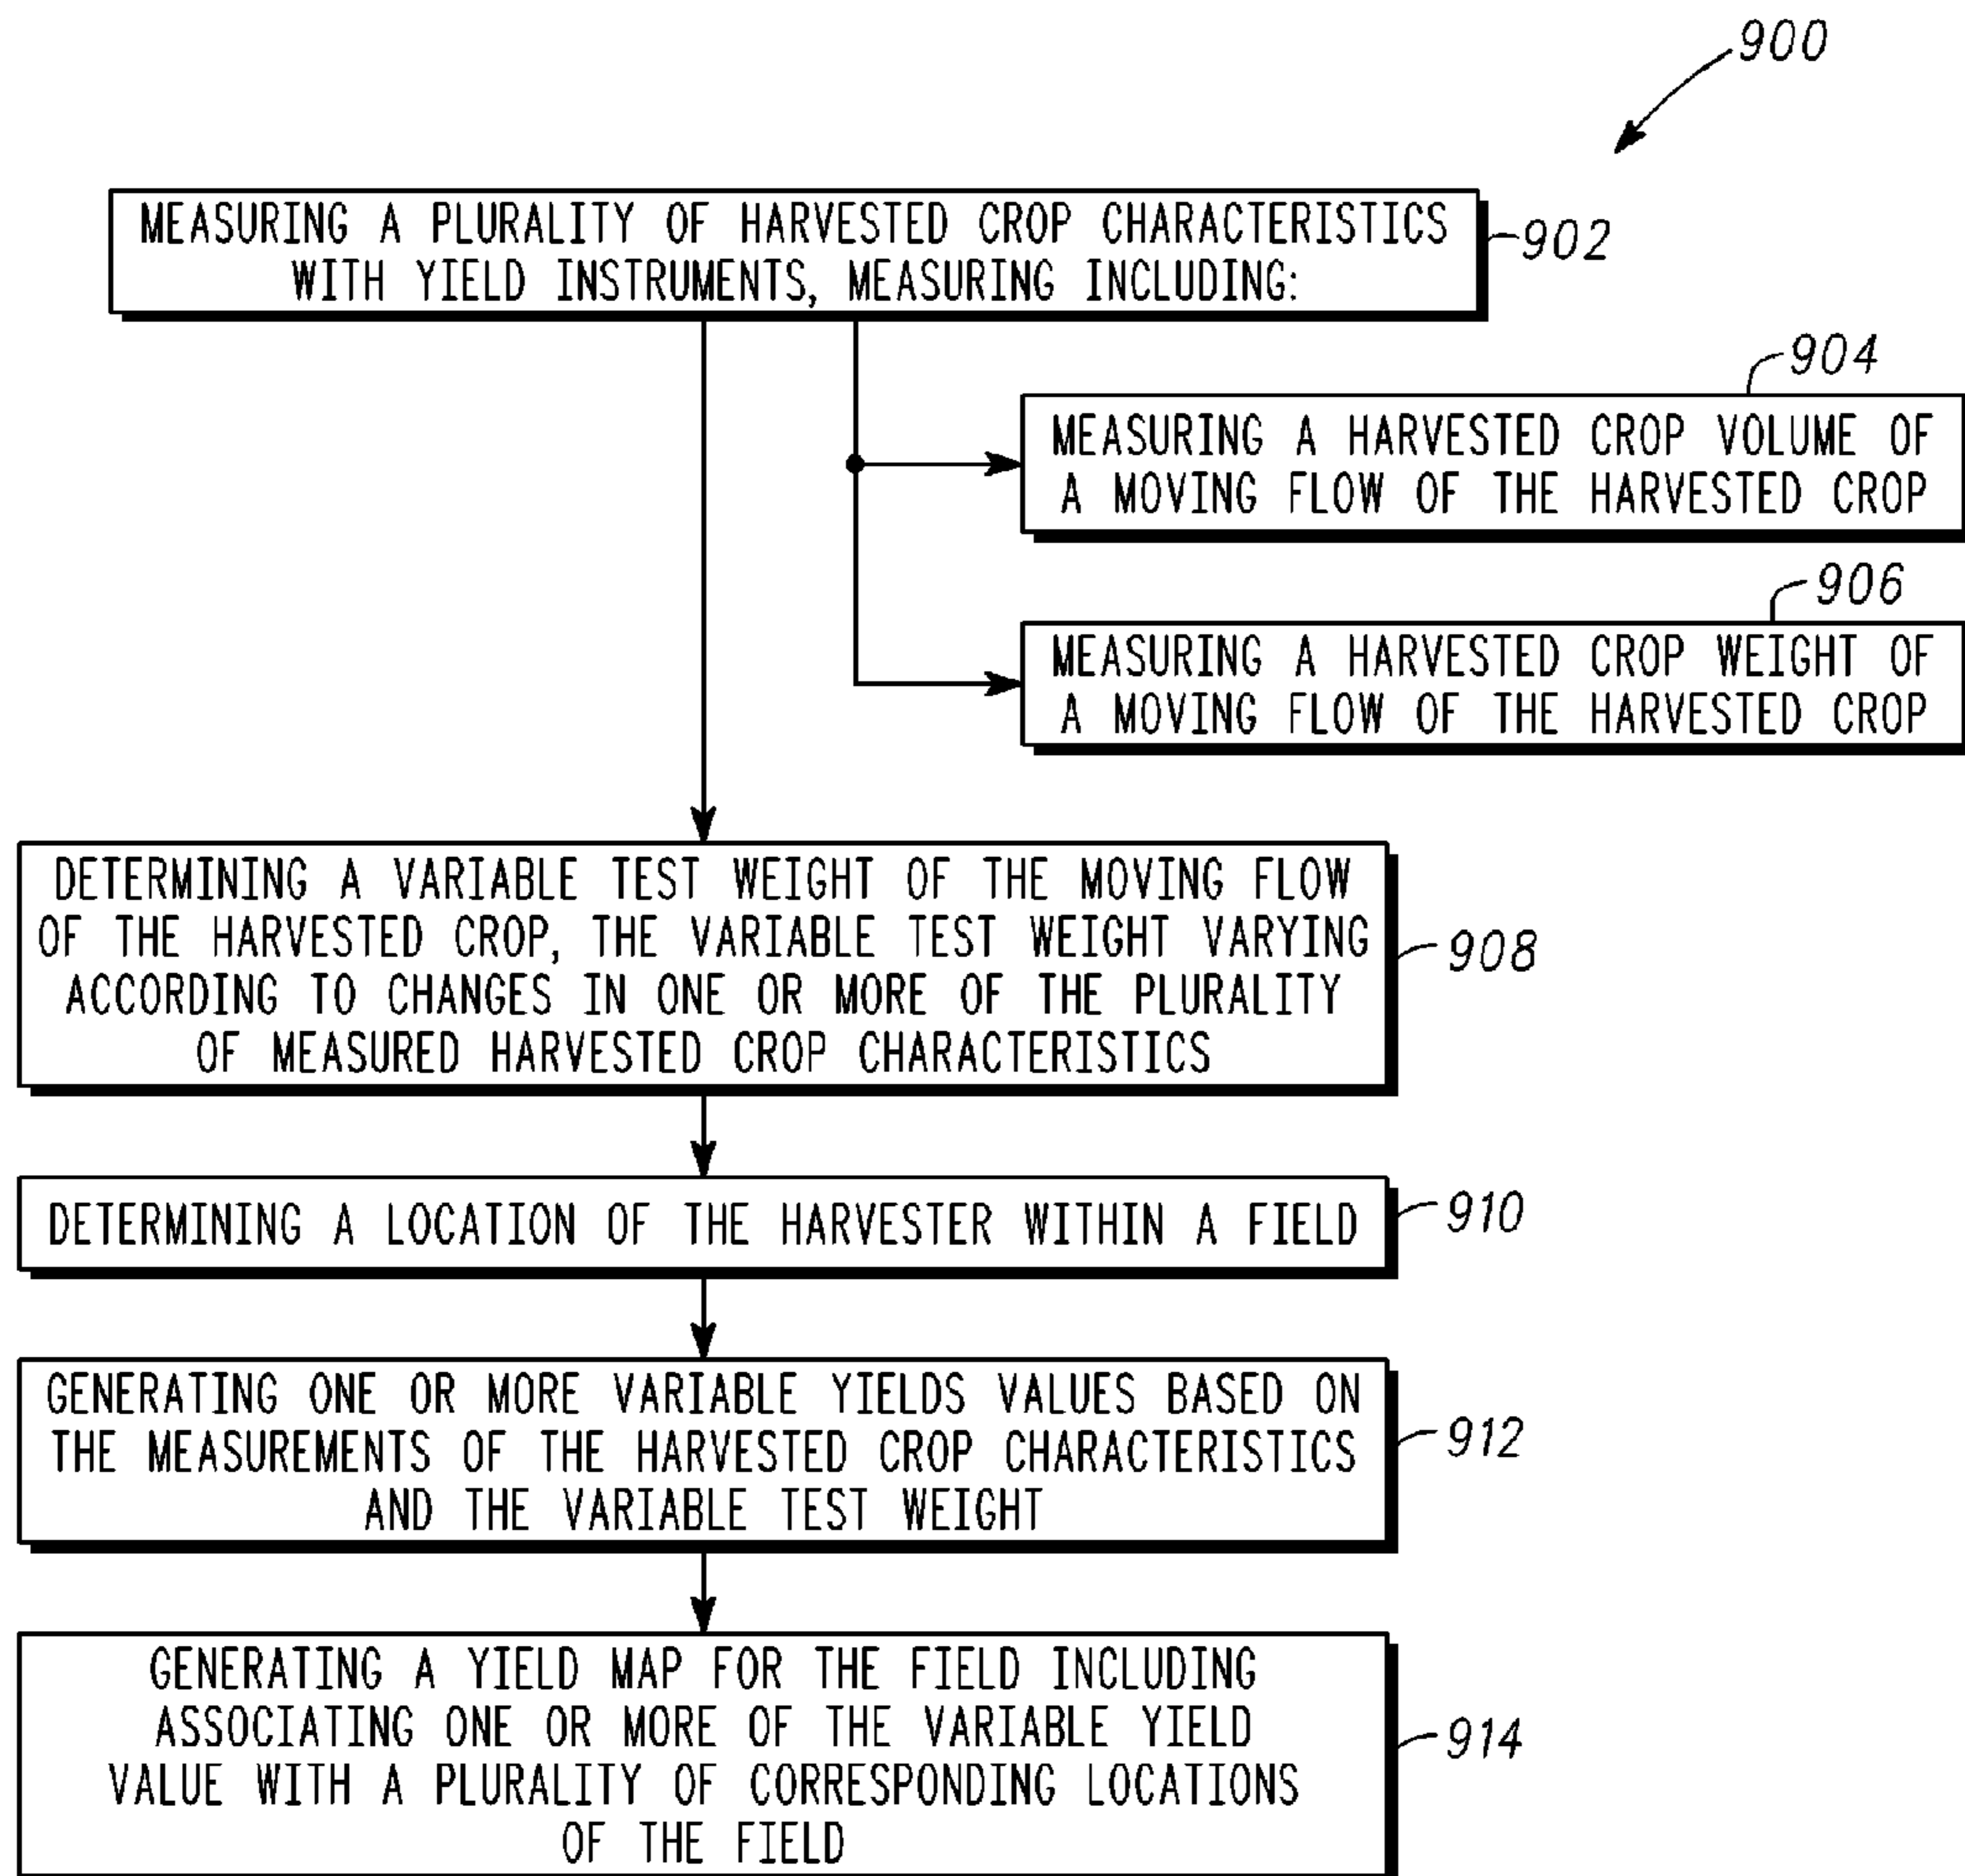 900
MEASURING A PLURALITY OF HARVESTED CROP CHARACTERISTICS
WITH YIELD INSTRUMENTS, MEASURING INCLUDING:
902
904
MEASURING A HARVESTED CROP VOLUME OF
A MOVING FLOW OF THE HARVESTED CROP
906
MEASURING A HARVESTED CROP WEIGHT OF
A MOVING FLOW OF THE HARVESTED CROP
DETERMINING A VARIABLE TEST WEIGHT OF THE MOVING FLOW
OF THE HARVESTED CROP, THE VARIABLE TEST WEIGHT VARYING
ACCORDING TO CHANGES IN ONE OR MORE OF THE PLURALITY
OF MEASURED HARVESTED CROP CHARACTERISTICS
908
DETERMINING A LOCATION OF THE HARVESTER WITHIN A FIELD
910
GENERATING ONE OR MORE VARIABLE YIELDS VALUES BASED ON
THE MEASUREMENTS OF THE HARVESTED CROP CHARACTERISTICS
AND THE VARIABLE TEST WEIGHT
912
GENERATING A YIELD MAP FOR THE FIELD INCLUDING
ASSOCIATING ONE OR MORE OF THE VARIABLE YIELD
VALUE WITH A PLURALITY OF CORRESPONDING LOCATIONS
OF THE FIELD
914